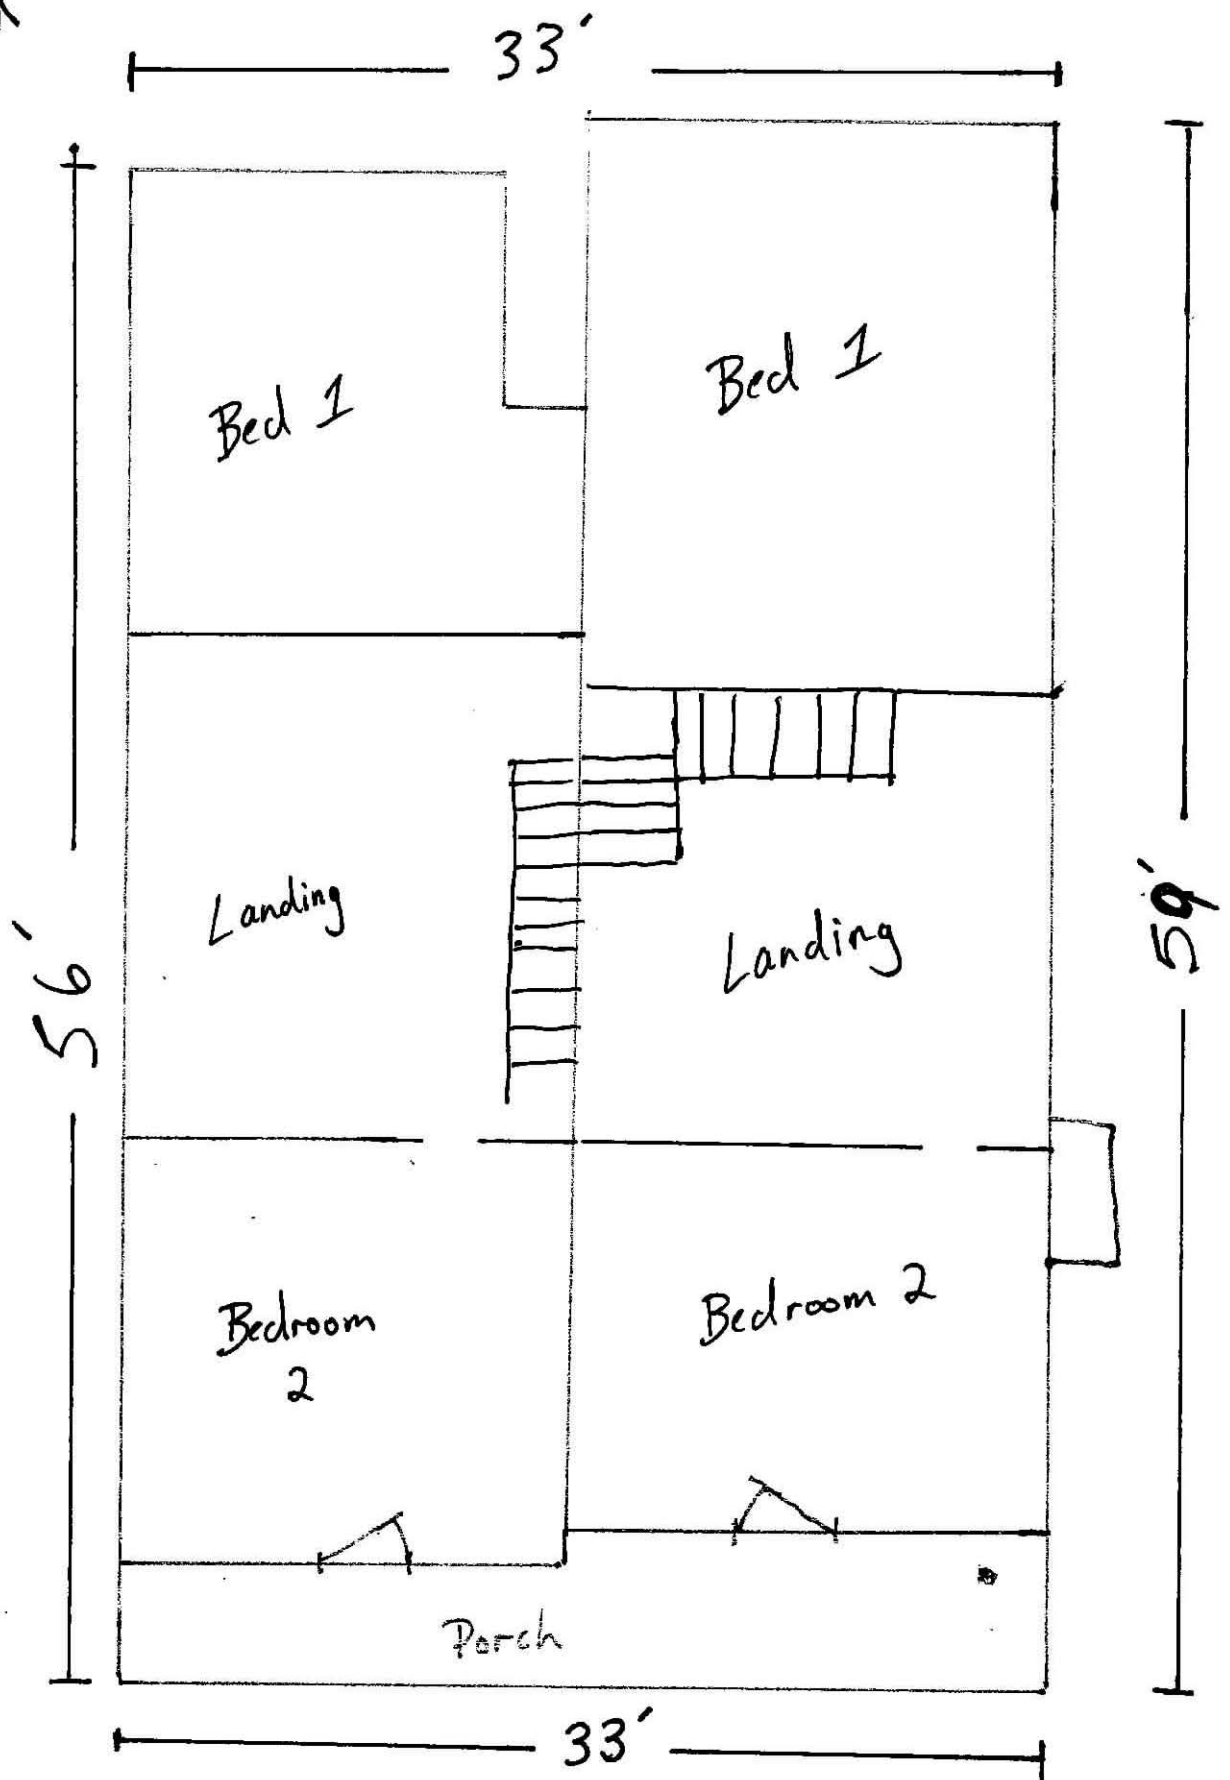 33′
Bed 1
Bed 1
Landing
Landing
56′
59′
Bedroom
2
Bedroom 2
Porch
33′